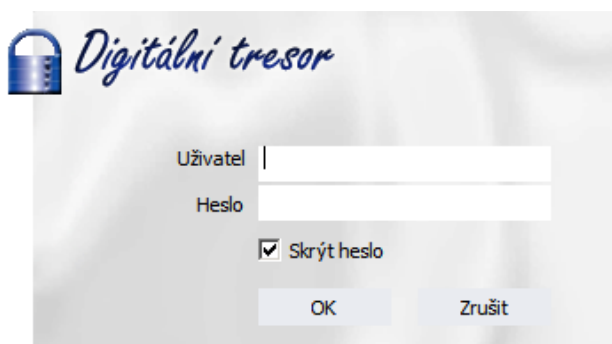 Digitální tresor
Uživatel
Heslo
Skrýt heslo
OK Zrušit